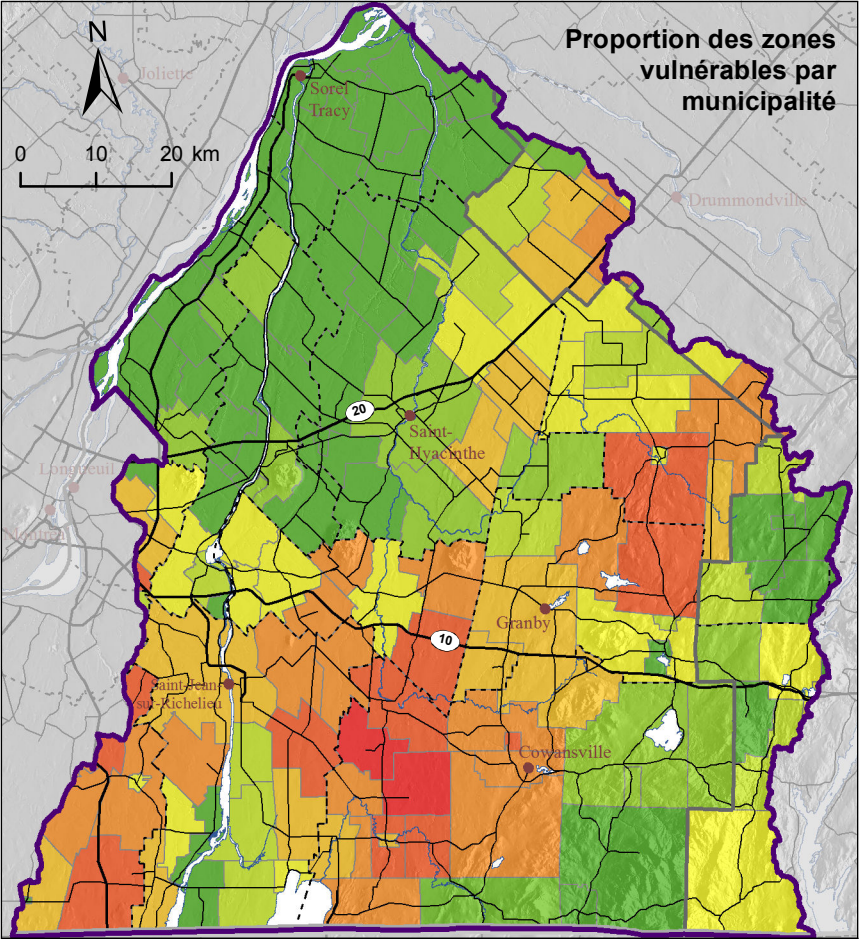 Proportion des zones
vulnérables par
municipalité
N
0 10 20 km
Joliette
Sorel
Tracy
Drummondville
20
Saint-
Hyacinthe
Longueuil
Montréal
Granby
10
Saint-Jean-
sur-Richelieu
Cowansville